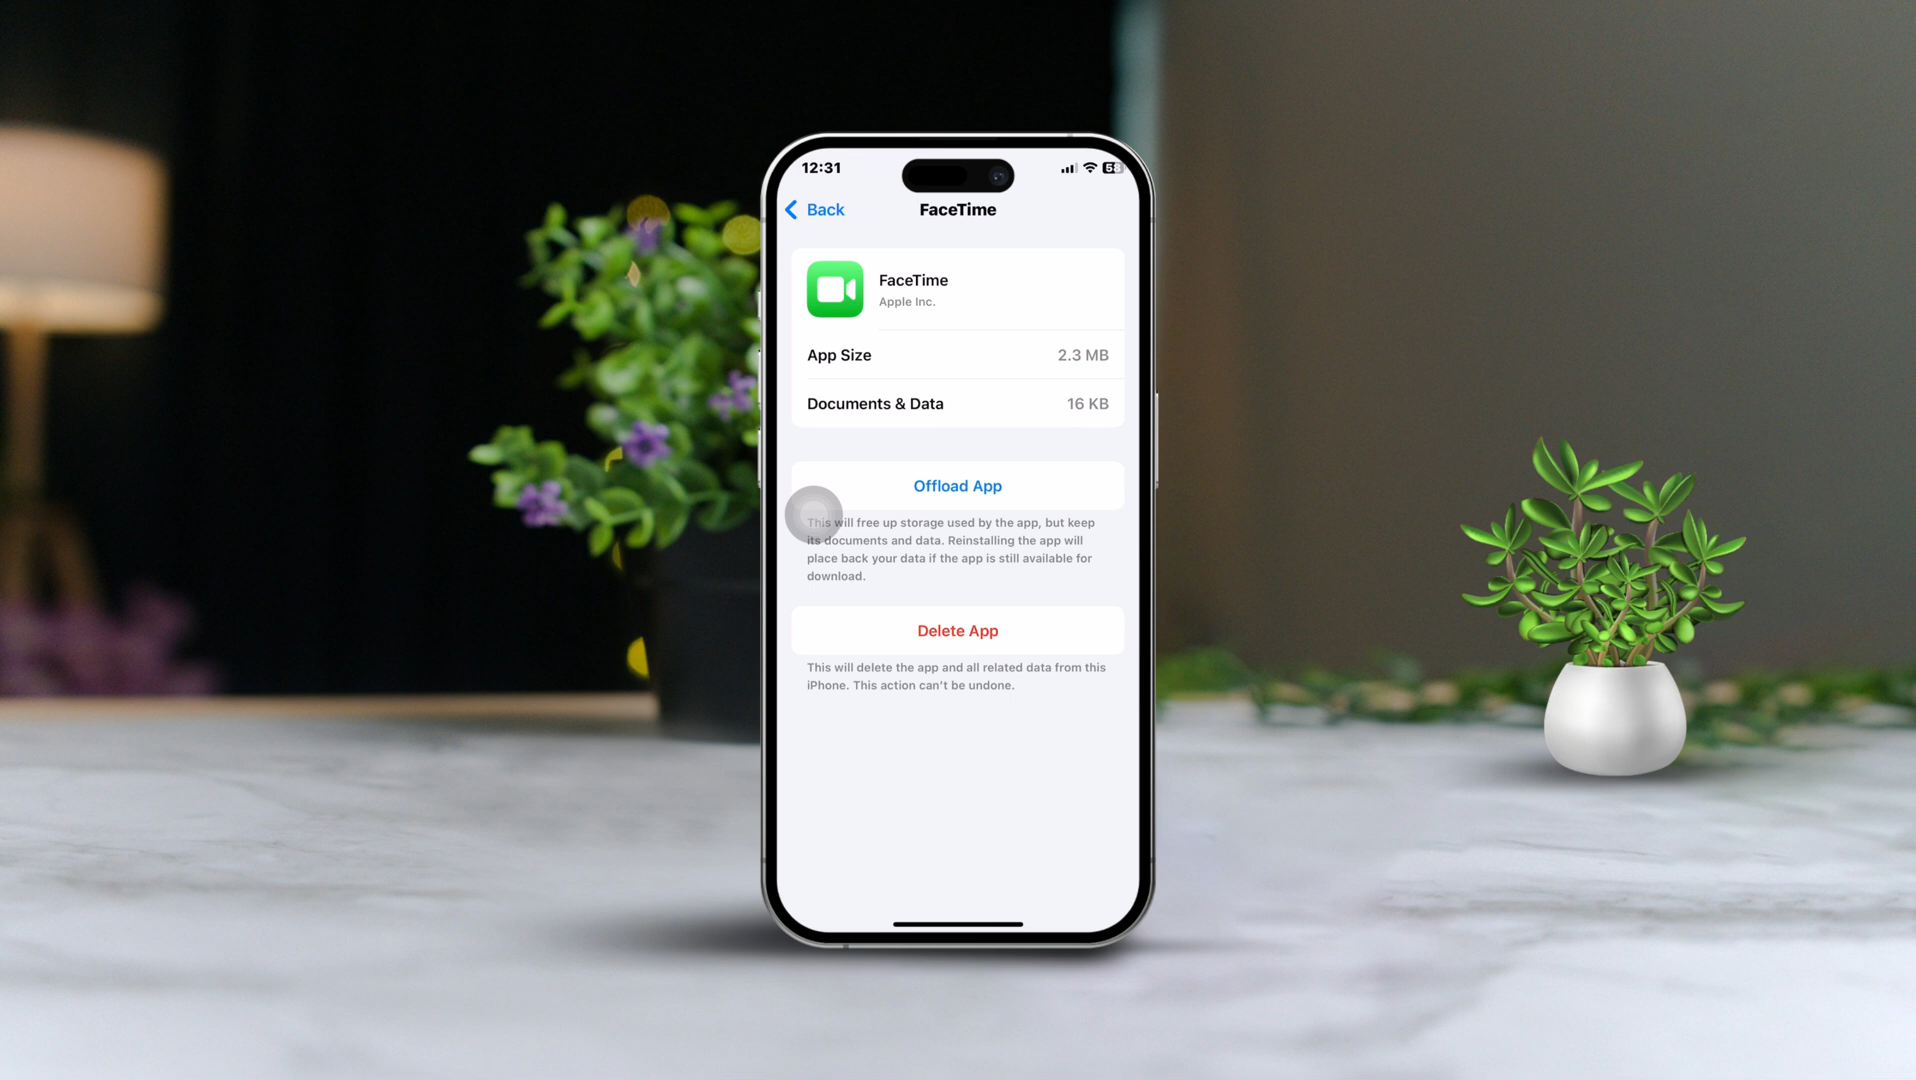 12:31
Back
FaceTime
FaceTime
Apple Inc.
App Size
2.3 MB
Documents & Data
16 KB
Offload App
This will free up storage used by the app, but keep
its documents and data. Reinstalling the app will
place back your data if the app is still available for
download.
Delete App
This will delete the app and all related data from this
iPhone. This action can’t be undone.